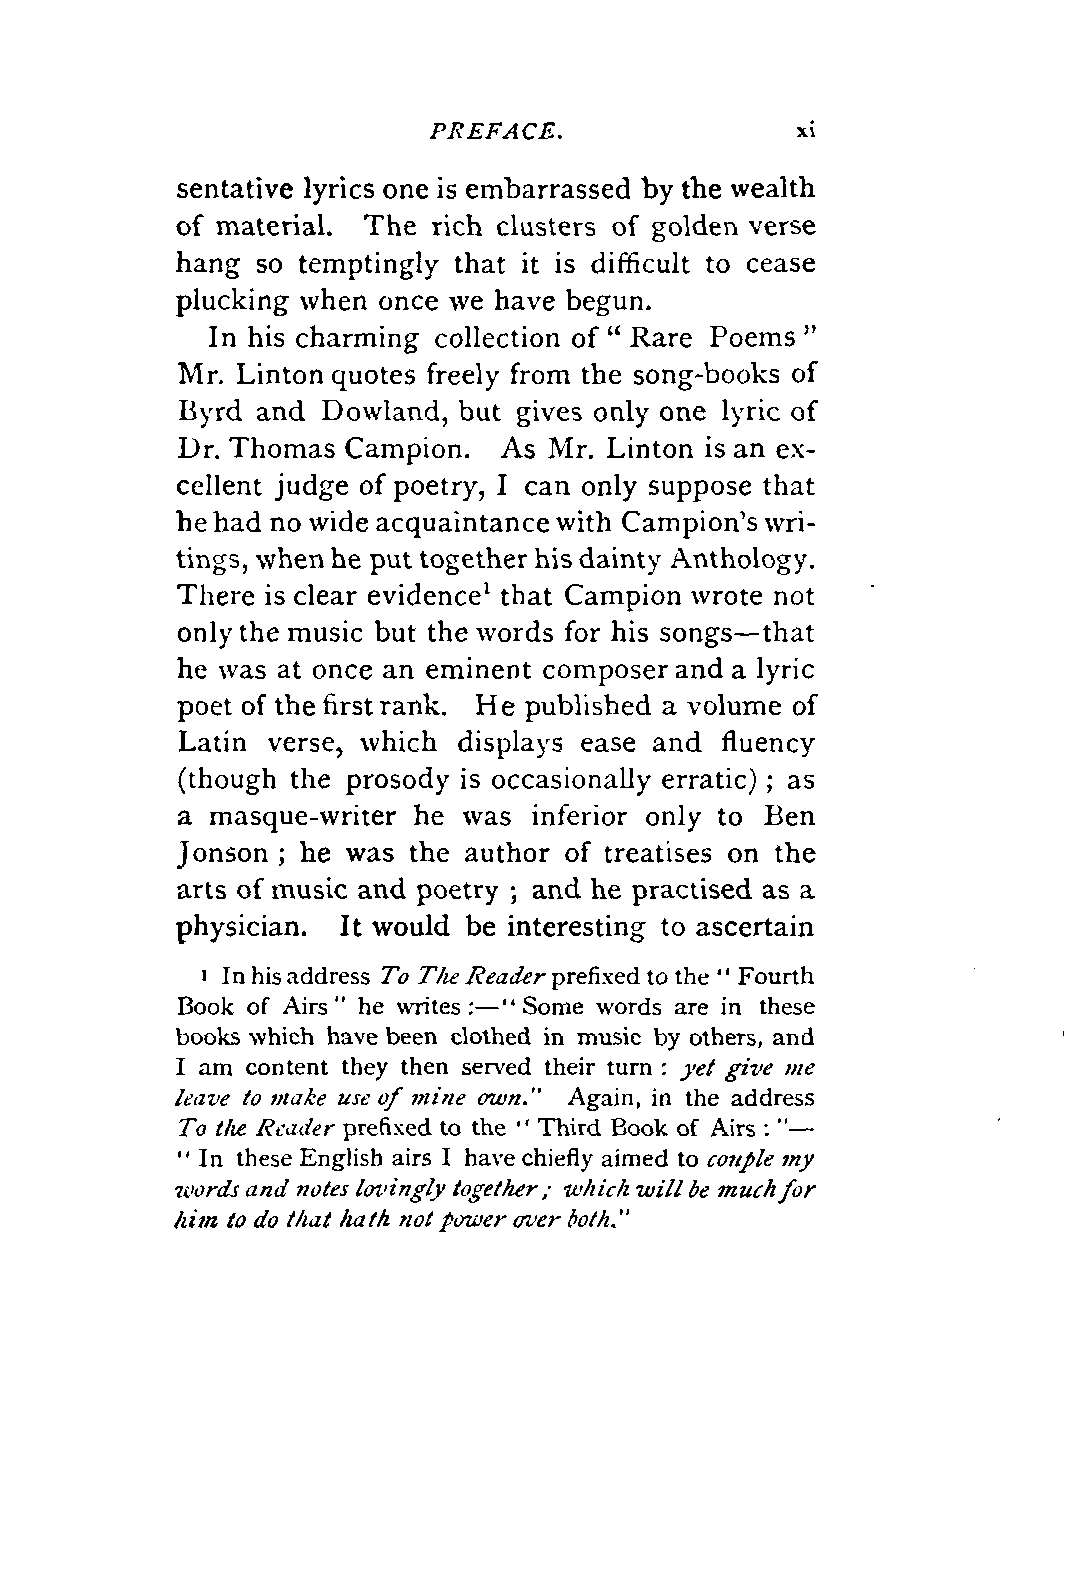 PREFACE. xi
sentative lyrics one is embarrassed by the wealth
of material. The rich clusters of golden verse
hang so temptingly that it is difficult to cease
plucking when once we have begun.
In his charming collection of “ Rare Poems ”
Mr. Linton quotes freely from the song-books of
Byrd and Dowland, but gives only one lyric of
Dr. Thomas Campion. As Mr. Linton is an ex-
cellent judge of poetry, I can only suppose that
he had no wide acquaintance with Campion's wri-
tings, when he put together his dainty Anthology.
There is clear evidence¹ that Campion wrote not
only the music but the words for his songs—that
he was at once an eminent composer and a lyric
poet of the first rank. He published a volume of
Latin verse, which displays ease and fluency
(though the prosody is occasionally erratic) ; as
a masque-writer he was inferior only to Ben
Jonson ; he was the author of treatises on the
arts of music and poetry ; and he practised as a
physician. It would be interesting to ascertain
¹ In his address To The Reader prefixed to the “ Fourth
Book of Airs ” he writes :—“ Some words are in these
books which have been clothed in music by others, and
I am content they then served their turn : yet give me
leave to make use of mine own.” Again, in the address
To the Reader prefixed to the “ Third Book of Airs : ”—
“ In these English airs I have chiefly aimed to couple my
words and notes lovingly together ; which will be much for
him to do that hath not power over both.”